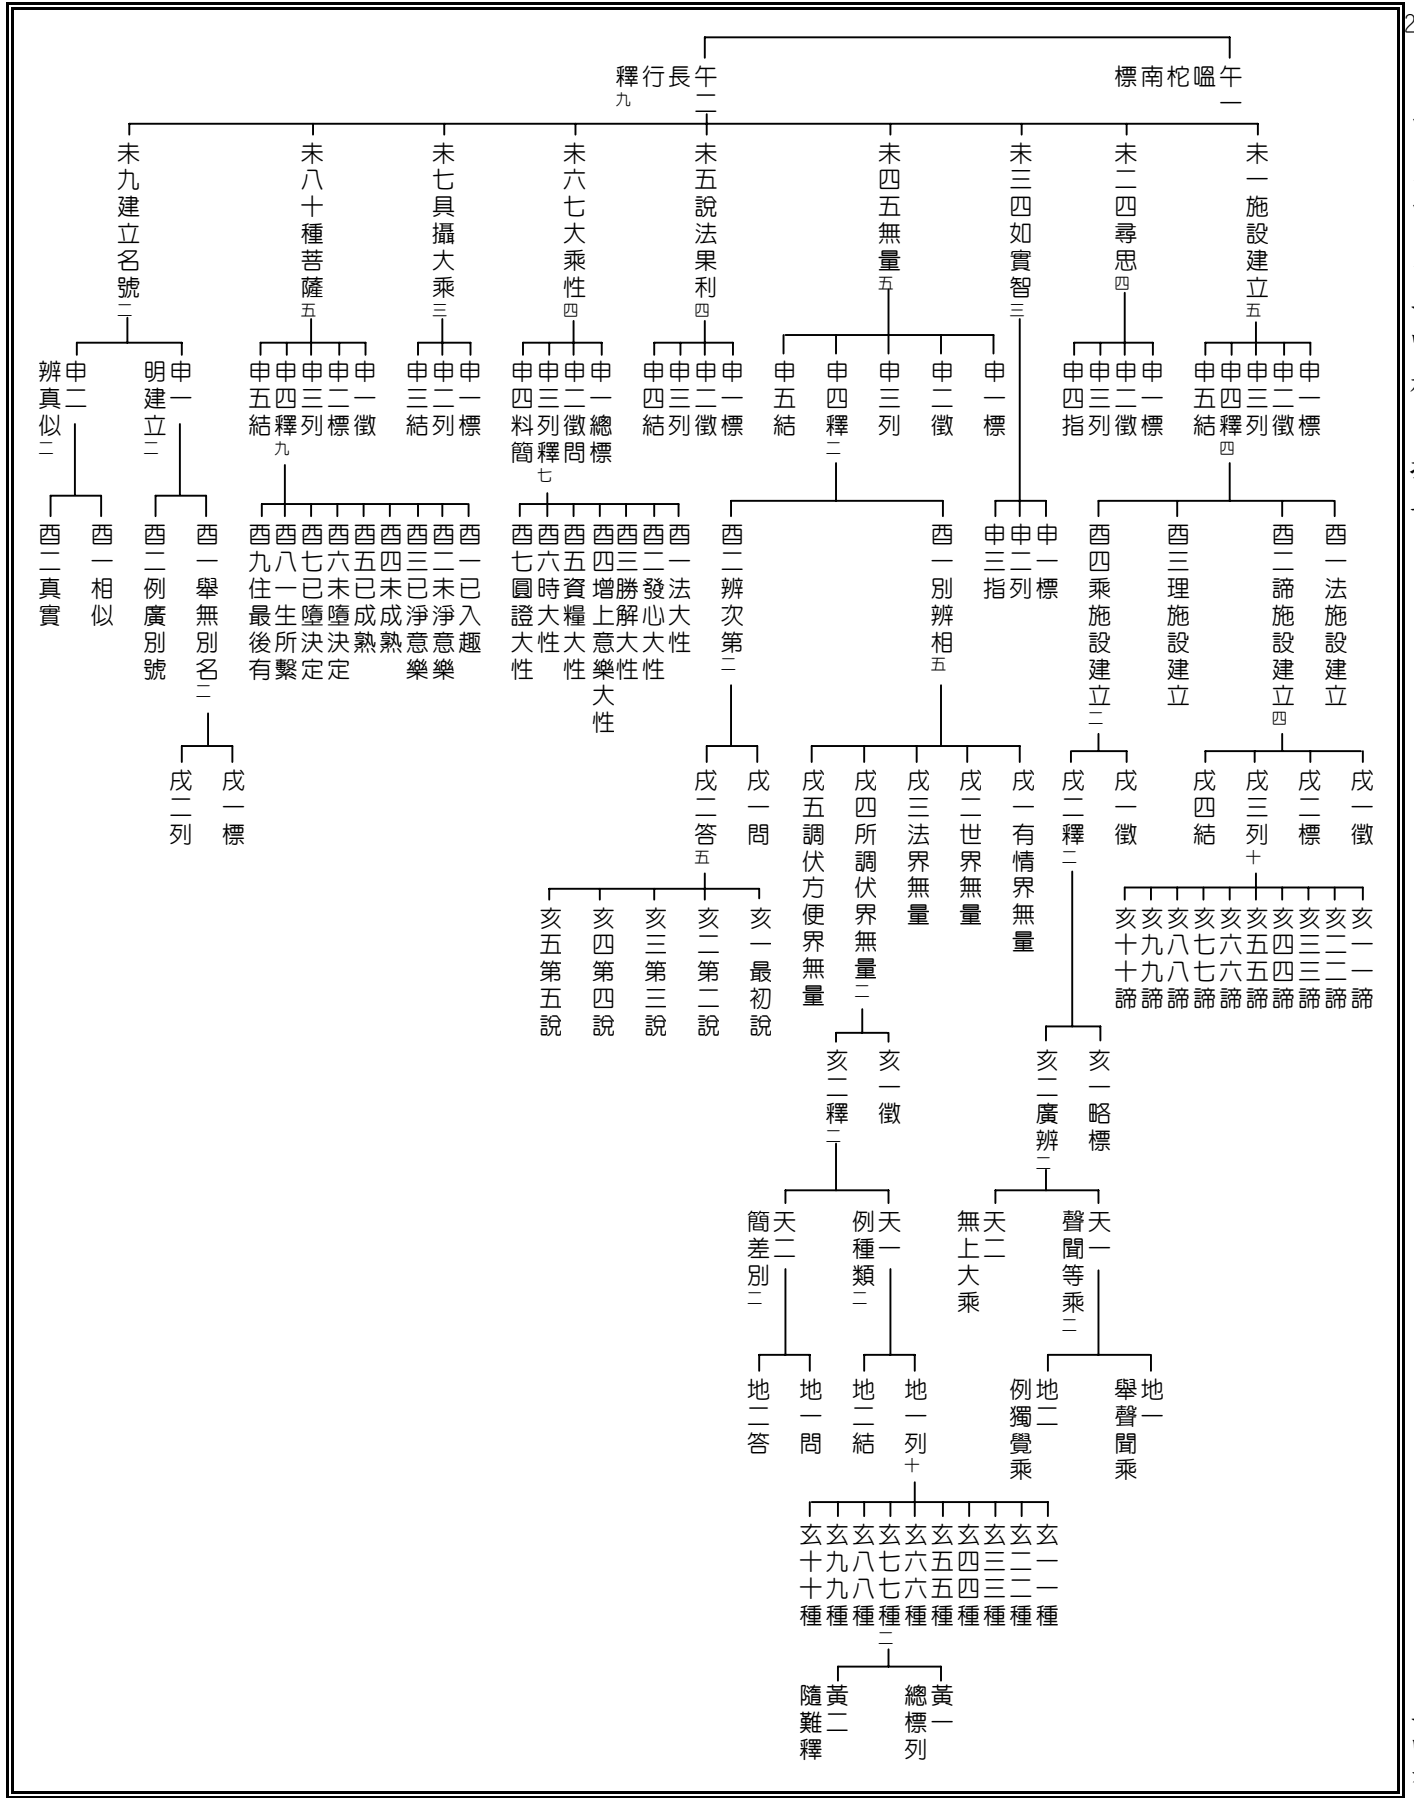 午一嗢柁南標
午二長行釋九
未一施設建立五
未二四尋思四
未三四如實智三
未四五無量五
未五說法果利四
未六七大乘性四
未七具攝大乘三
未八十種菩薩五
未九建立名號二
申一標
申二徵
申三列
申四釋四
申五結
申一標
申二徵
申三列
申四指
申一標
申二徵
申三列
申四釋二
申五結
申一標
申二徵
申三列
申四結
申一總標
申二徵問
申三列釋七
申四料簡
申一標
申二列
申三結
申一徵
申二標
申三列
申四釋九
申五結
申一明建立二
申二辨真似二
酉一法施設建立
酉二諦施設建立四
酉三理施設建立
酉四乘施設建立二
申一標
申二列
申三指
酉一別辨相五
酉二辨次第二
酉一法大性
酉二發心大性
酉三勝解大性
酉四增上意樂大性
酉五資糧大性
酉六時大性
酉七圓證大性
酉一已入趣
酉二未淨意樂
酉三已淨意樂
酉四未成熟
酉五已成熟
酉六未墮決定
酉七已墮決定
酉八一生所繫
酉九住最後有
酉一舉無別名二
酉二例廣別號
酉一相似
酉二真實
戌一徵
戌二標
戌三列十
戌四結
戌一徵
戌二釋二
戌一有情界無量
戌二世界無量
戌三法界無量
戌四所調伏界無量二
戌五調伏方便界無量
戌一問
戌二答五
戌一標
戌二列
亥一一諦
亥二二諦
亥三三諦
亥四四諦
亥五五諦
亥六六諦
亥七七諦
亥八八諦
亥九九諦
亥十十諦
亥一最初說
亥二第二說
亥三第三說
亥四第四說
亥五第五說
亥一略標
亥二廣辨二
亥一徵
亥二釋二
天一聲聞等乘二
天二無上大乘
天一例種類二
天二簡差別二
地一舉聲聞乘
地二例獨覺乘
地一列十
地二結
地一問
地二答
玄一一種
玄二二種
玄三三種
玄四四種
玄五五種
玄六六種
玄七七種二
玄八八種
玄九九種
玄十十種
黃一總標列
黃二隨難釋